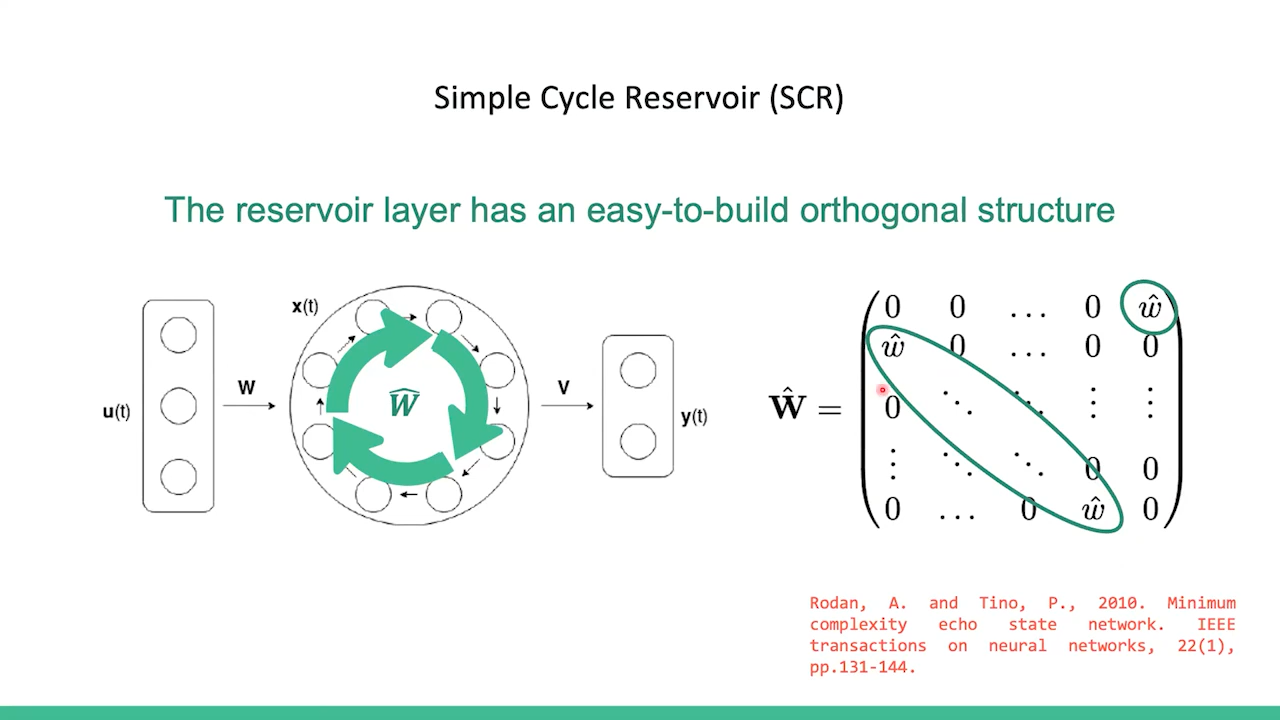 Simple Cycle Reservoir (SCR)
The reservoir layer has an easy-to-build orthogonal structure
x(t)
W
V
u(t)
Ŵ
y(t)
Ŵ =
0 0 … 0 ŵ
ŵ 0 … 0 0
0 ⋱ ⋱ ⋮ ⋮
⋮ ⋱ ⋱ 0 0
0 … 0 ŵ 0
Rodan, A. and Tino, P., 2010. Minimum
complexity echo state network. IEEE
transactions on neural networks, 22(1),
pp.131-144.